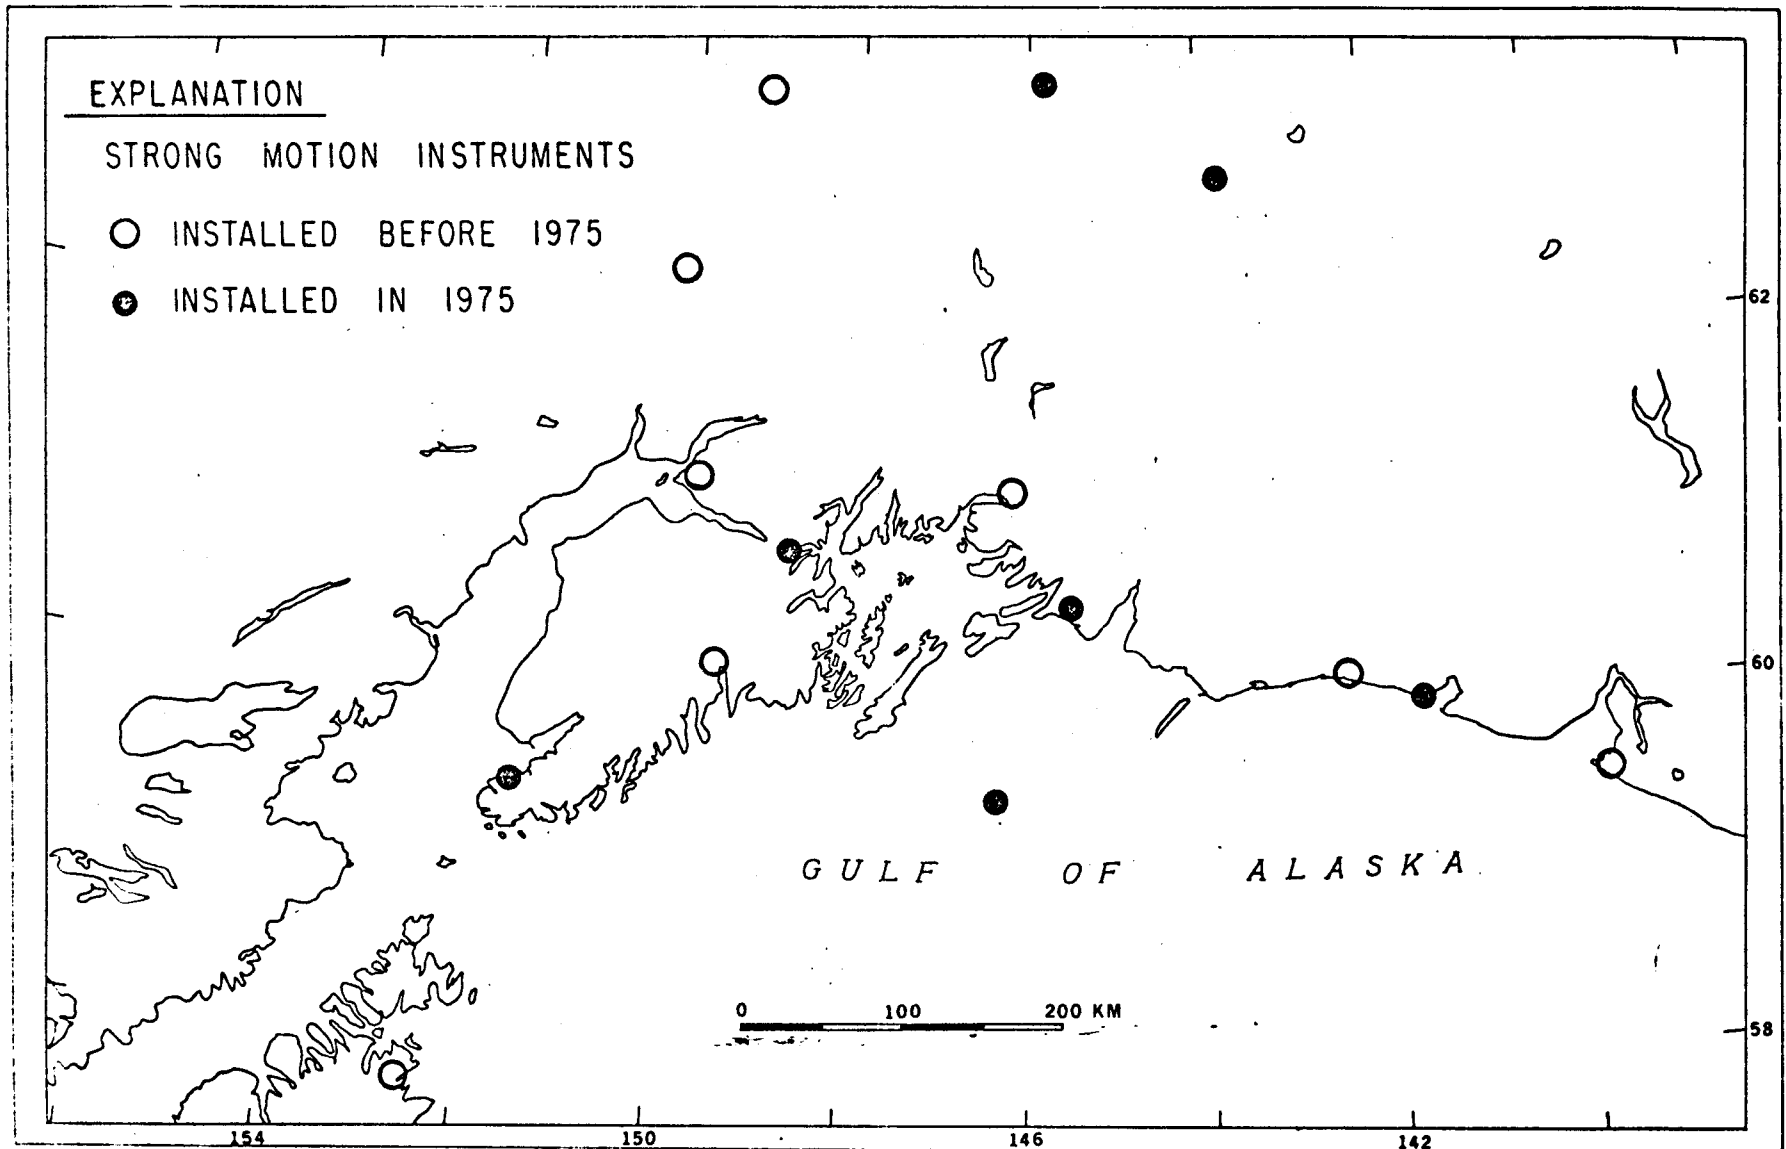 EXPLANATION
STRONG MOTION INSTRUMENTS
INSTALLED BEFORE 1975
INSTALLED IN 1975
62
60
GULF OF ALASKA
0 100 200 KM
58
154 150 146 142